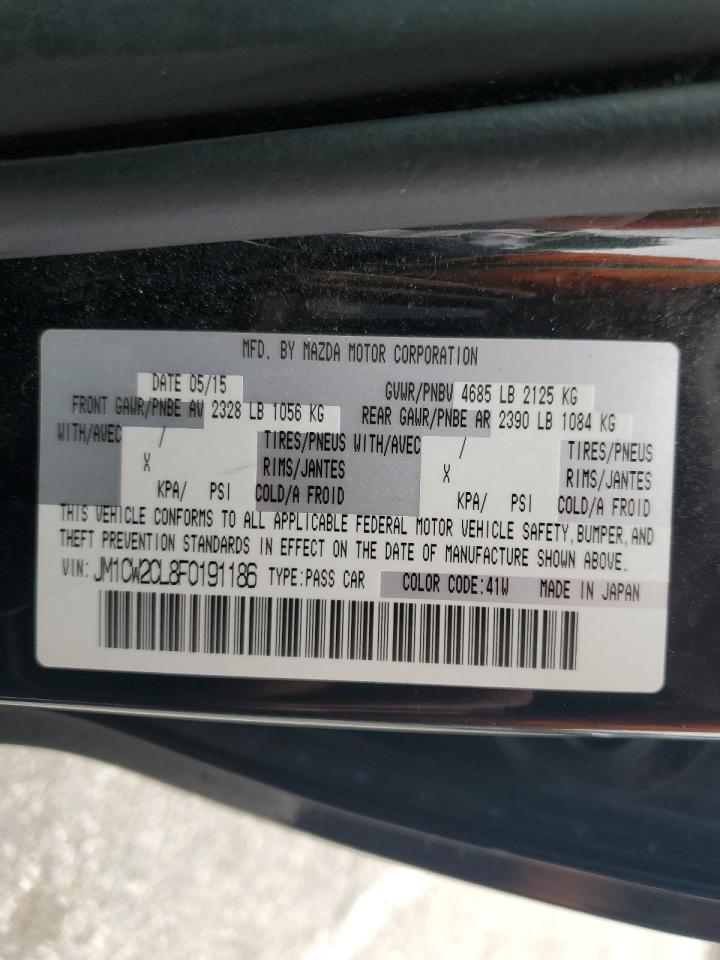 MFD. BY MAZDA MOTOR CORPORATION
DATE 05/15 GVWR/PNBV 4685 LB 2125 KG
FRONT GAWR/PNBE AV 2328 LB 1056 KG REAR GAWR/PNBE AR 2390 LB 1084 KG
WITH/AVEC / TIRES/PNEUS WITH/AVEC / TIRES/PNEUS
X RIMS/JANTES X RIMS/JANTES
KPA/ PSI COLD/A FROID KPA/ PSI COLD/A FROID
THIS VEHICLE CONFORMS TO ALL APPLICABLE FEDERAL MOTOR VEHICLE SAFETY, BUMPER, AND
THEFT PREVENTION STANDARDS IN EFFECT ON THE DATE OF MANUFACTURE SHOWN ABOVE.
VIN: JM1CW2CL8F0191186 TYPE:PASS CAR COLOR CODE:41W MADE IN JAPAN